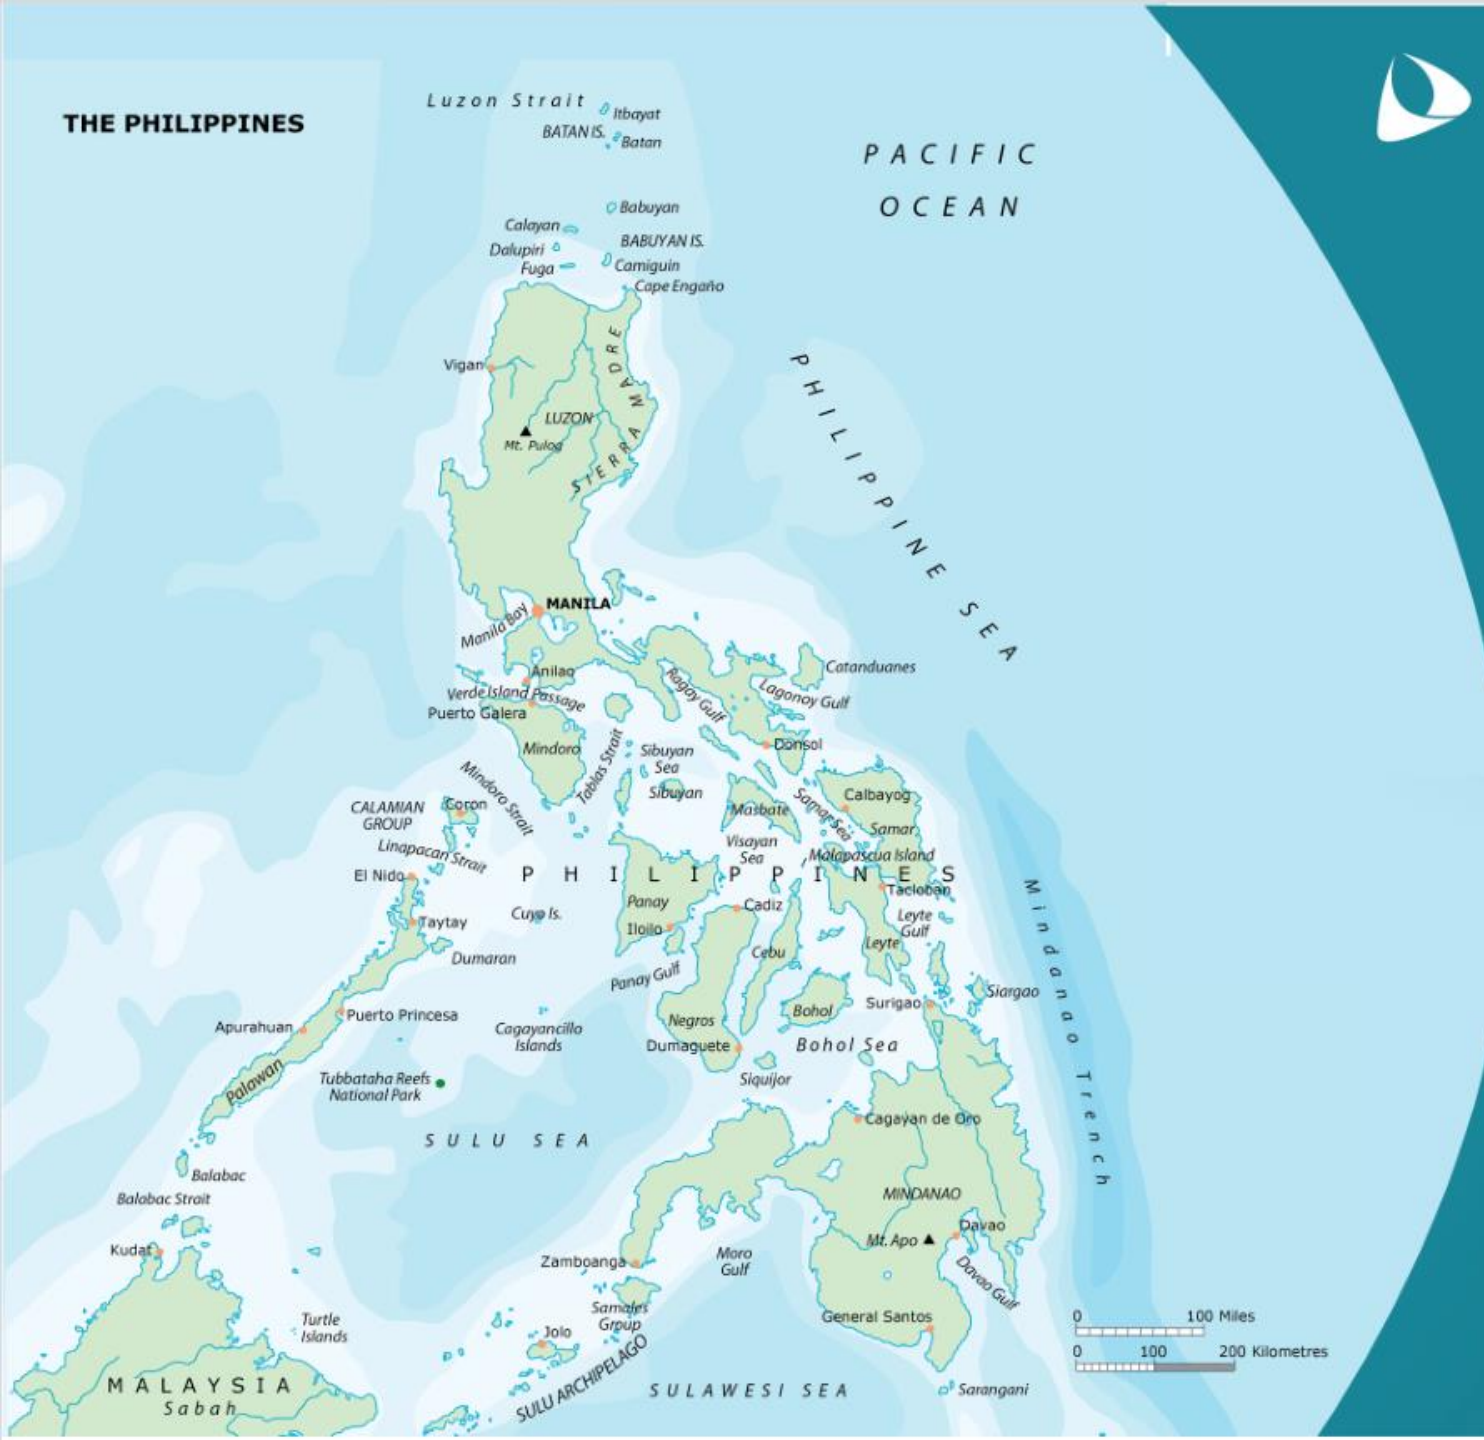 THE PHILIPPINES
Luzon Strait
Itbayat
BATAN IS.
Batan
PACIFIC
OCEAN
Babuyan
Calayan
BABUYAN IS.
Dalupiri
Fuga
Camiguin
Cape Engaño
SIERRA MADRE
Vigan
LUZON
Mt. Pulog
PHILIPPINE SEA
MANILA
Manila Bay
Anilao
Verde Island Passage
Puerto Galera
Catanduanes
Ragay Gulf
Lagonoy Gulf
Mindoro
Tablas Strait
Sibuyan
Sea
Donsol
Mindoro Strait
Sibuyan
Masbate
Samar Sea
Calbayog
Samar
CALAMIAN
GROUP
Coron
Linapacan Strait
Visayan
Sea
Malapascua Island
PHILIPPINES
El Nido
Tacloban
Taytay
Cuyo Is.
Panay
Iloilo
Cadiz
Leyte
Gulf
Leyte
Cebu
Dumaran
Panay Gulf
Siargao
Surigao
Bohol
Mindanao Trench
Puerto Princesa
Apurahuan
Cagayancillo
Islands
Negros
Dumaguete
Bohol Sea
Siquijor
Palawan
Tubbataha Reefs
National Park
SULU SEA
Cagayan de Oro
Balabac
Balabac Strait
MINDANAO
Kudat
Mt. Apo
Davao
Davao Gulf
Zamboanga
Moro
Gulf
Samales
Group
General Santos
Turtle
Islands
Jolo
SULU ARCHIPELAGO
MALAYSIA
Sabah
SULAWESI SEA
Sarangani
0 100 Miles
0 100 200 Kilometres